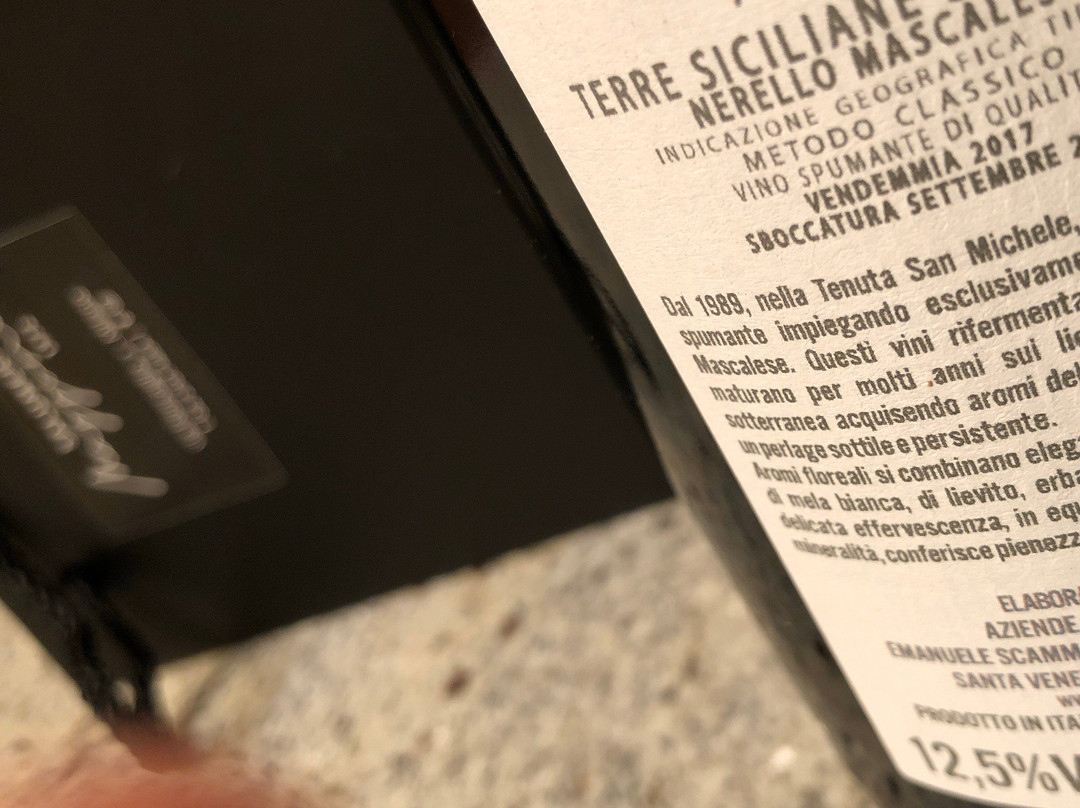 TERRE SICILIANE
NERELLO MASCALES
INDICAZIONE GEOGRAFICA TI
METODO CLASSICO
VINO SPUMANTE DI QUALIT
VENDEMMIA 2017
SBOCCATURA SETTEMBRE 2
Dal 1989, nella Tenuta San Michele,
spumante impiegando esclusivame
Mascalese. Questi vini rifermenta
maturano per molti anni sui lie
sotterranea acquisendo aromi del
un perlage sottile e persistente.
Aromi floreali si combinano eleg
di mela bianca, di lievito, erba
delicata effervescenza, in equ
mineralità, conferisce pienezz
ELABOR
AZIENDE
EMANUELE SCAMM
SANTA VENE
ww
PRODOTTO IN ITA
12,5%V